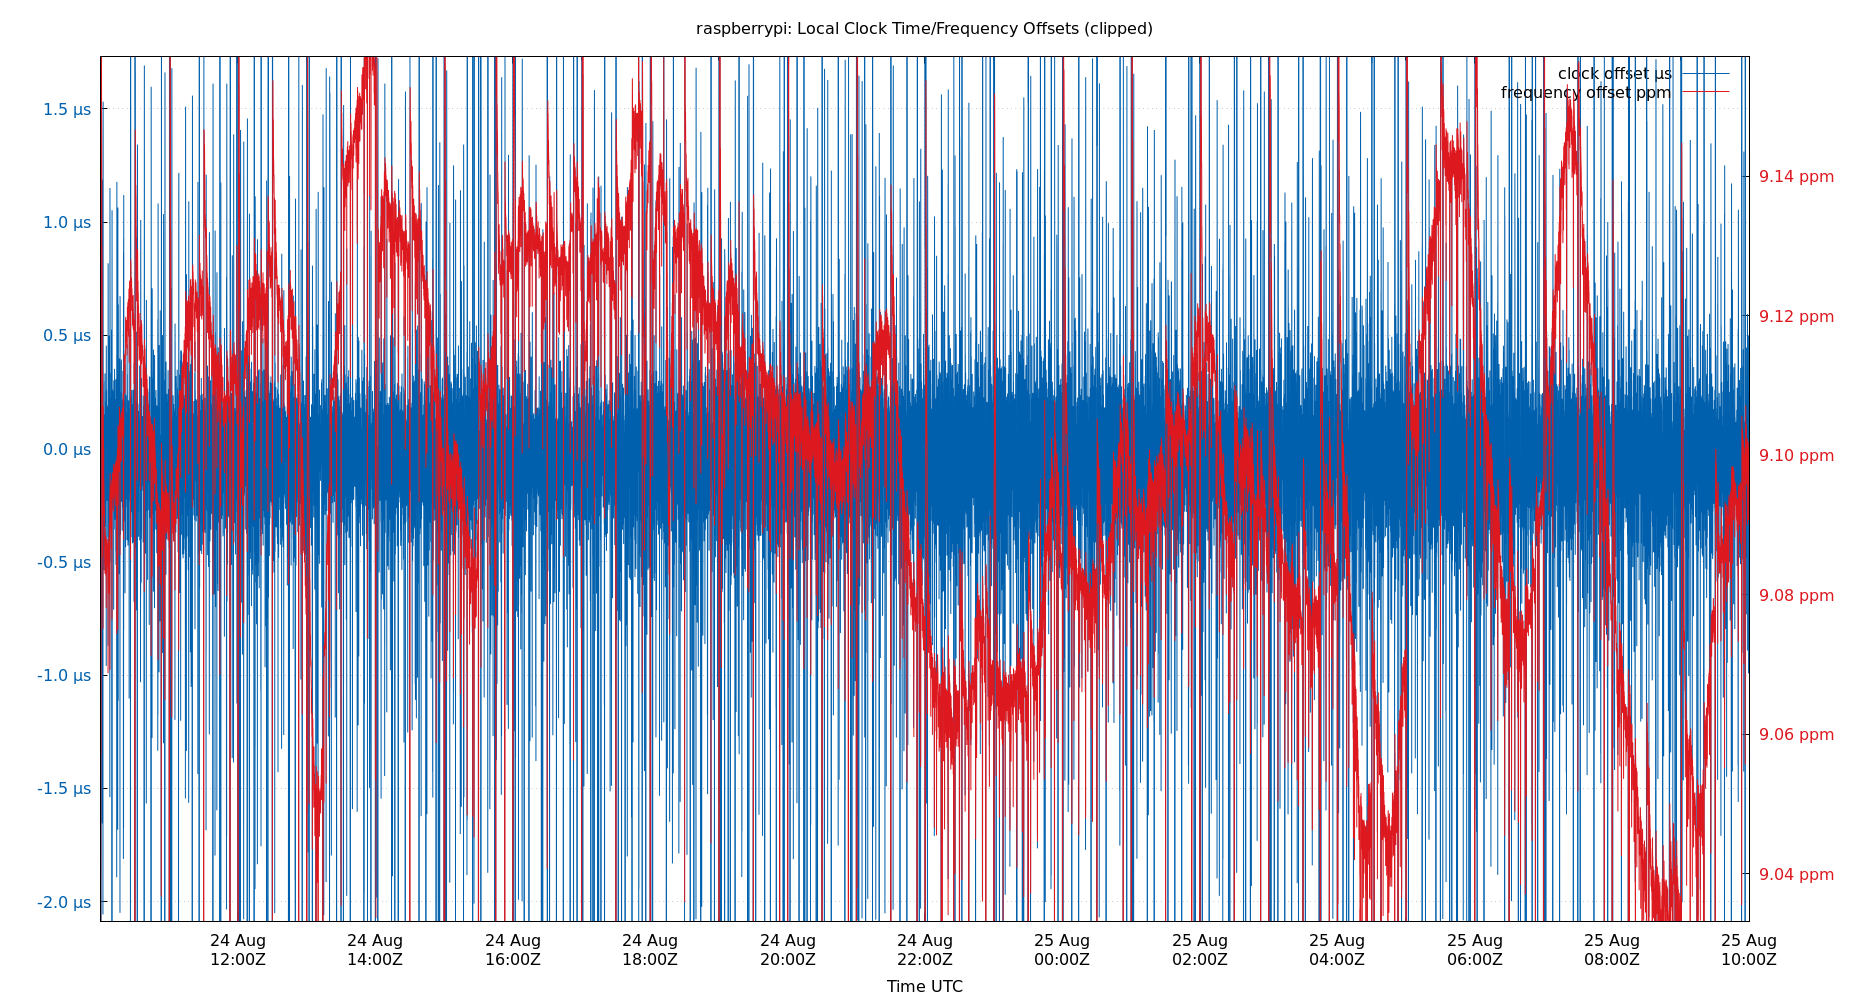 raspberrypi: Local Clock Time/Frequency Offsets (clipped)
clock offset µs
frequency offset ppm
1.5 µs
1.0 µs
0.5 µs
0.0 µs
-0.5 µs
-1.0 µs
-1.5 µs
-2.0 µs
9.14 ppm
9.12 ppm
9.10 ppm
9.08 ppm
9.06 ppm
9.04 ppm
24 Aug 24 Aug 24 Aug 24 Aug 24 Aug 24 Aug 25 Aug 25 Aug 25 Aug 25 Aug 25 Aug 25 Aug
12:00Z 14:00Z 16:00Z 18:00Z 20:00Z 22:00Z 00:00Z 02:00Z 04:00Z 06:00Z 08:00Z 10:00Z
Time UTC